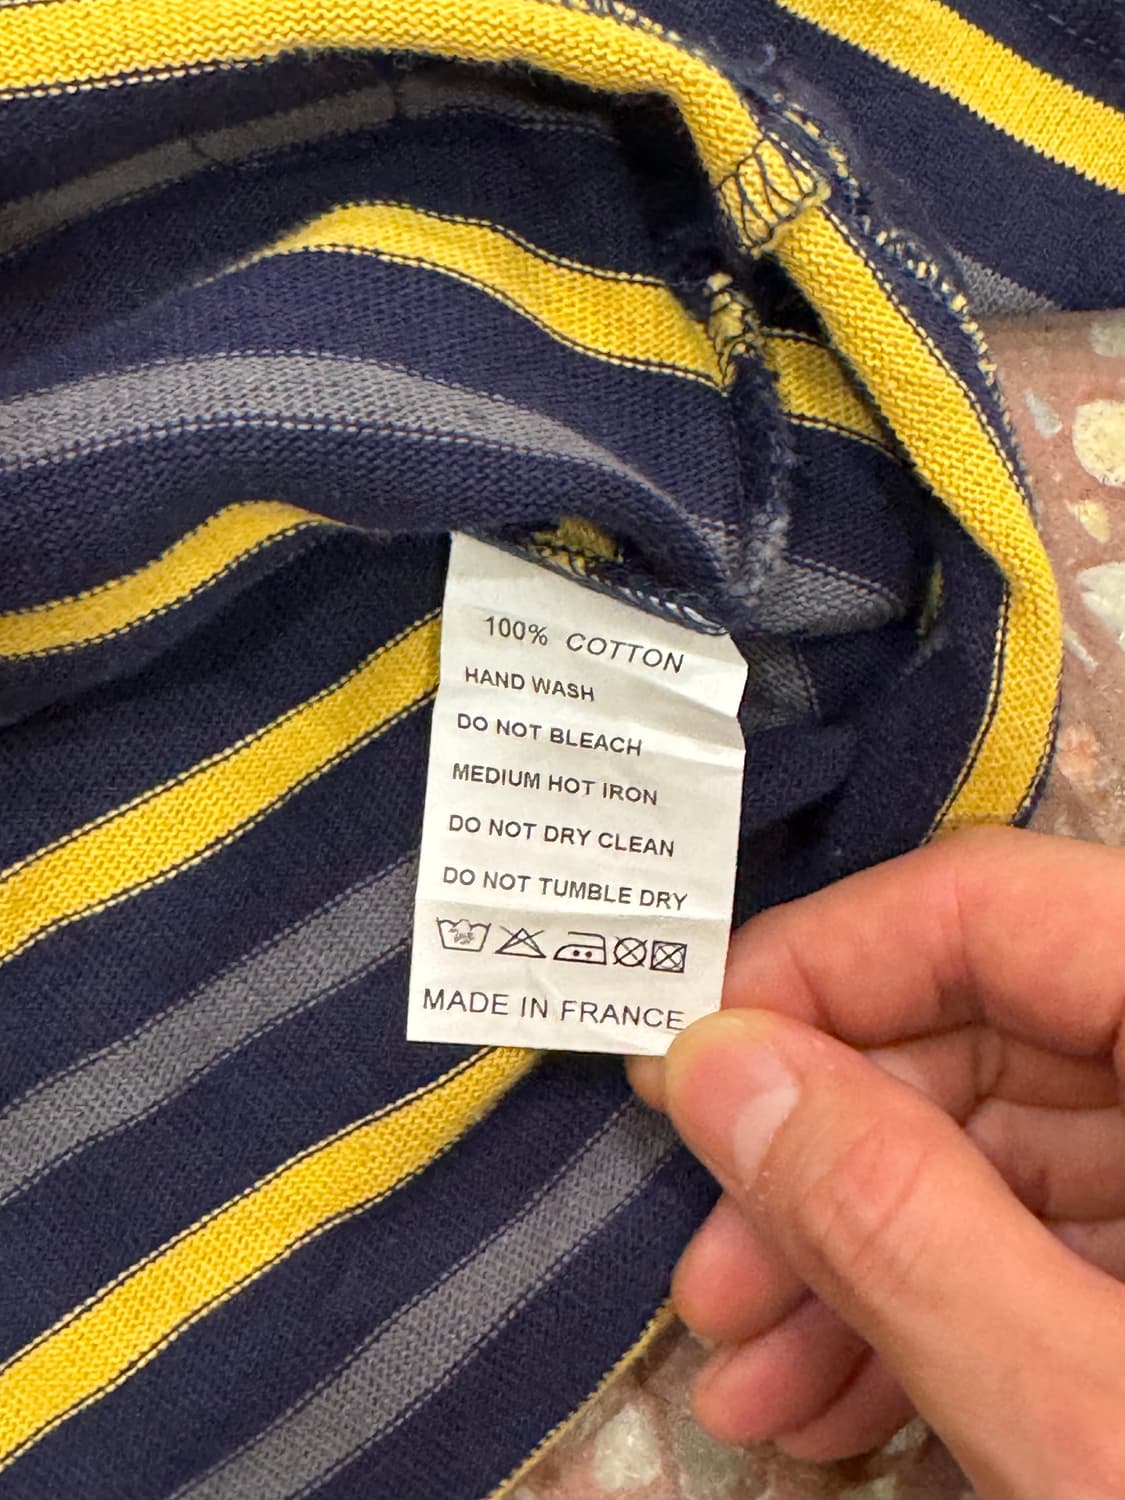 100% COTTON
HAND WASH
DO NOT BLEACH
MEDIUM HOT IRON
DO NOT DRY CLEAN
DO NOT TUMBLE DRY
MADE IN FRANCE